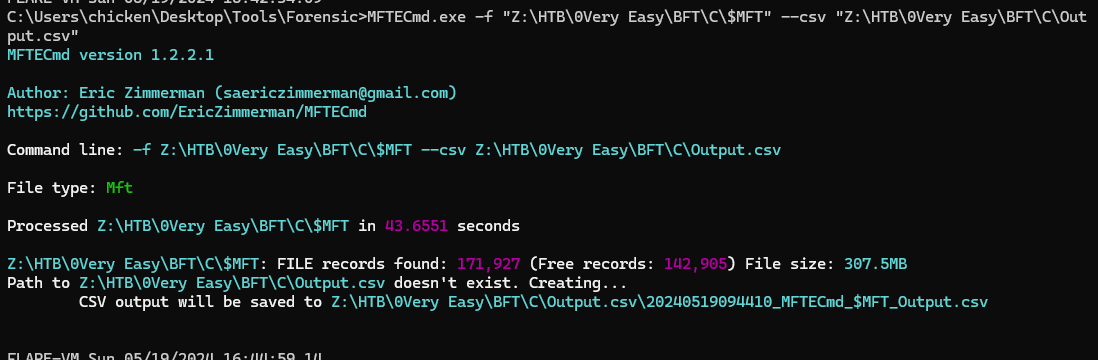 FLARE-VM Sun 05/19/2024 16:42:54.69
C:\Users\chicken\Desktop\Tools\Forensic>MFTECmd.exe -f "Z:\HTB\0Very Easy\BFT\C\$MFT" --csv "Z:\HTB\0Very Easy\BFT\C\Out
put.csv"
MFTECmd version 1.2.2.1
Author: Eric Zimmerman (saericzimmerman@gmail.com)
https://github.com/EricZimmerman/MFTECmd
Command line: -f Z:\HTB\0Very Easy\BFT\C\$MFT --csv Z:\HTB\0Very Easy\BFT\C\Output.csv
File type: Mft
Processed Z:\HTB\0Very Easy\BFT\C\$MFT in 43.6551 seconds
Z:\HTB\0Very Easy\BFT\C\$MFT: FILE records found: 171,927 (Free records: 142,905) File size: 307.5MB
Path to Z:\HTB\0Very Easy\BFT\C\Output.csv doesn't exist. Creating...
CSV output will be saved to Z:\HTB\0Very Easy\BFT\C\Output.csv\20240519094410_MFTECmd_$MFT_Output.csv
FLARE-VM Sun 05/19/2024 16:44:59.14